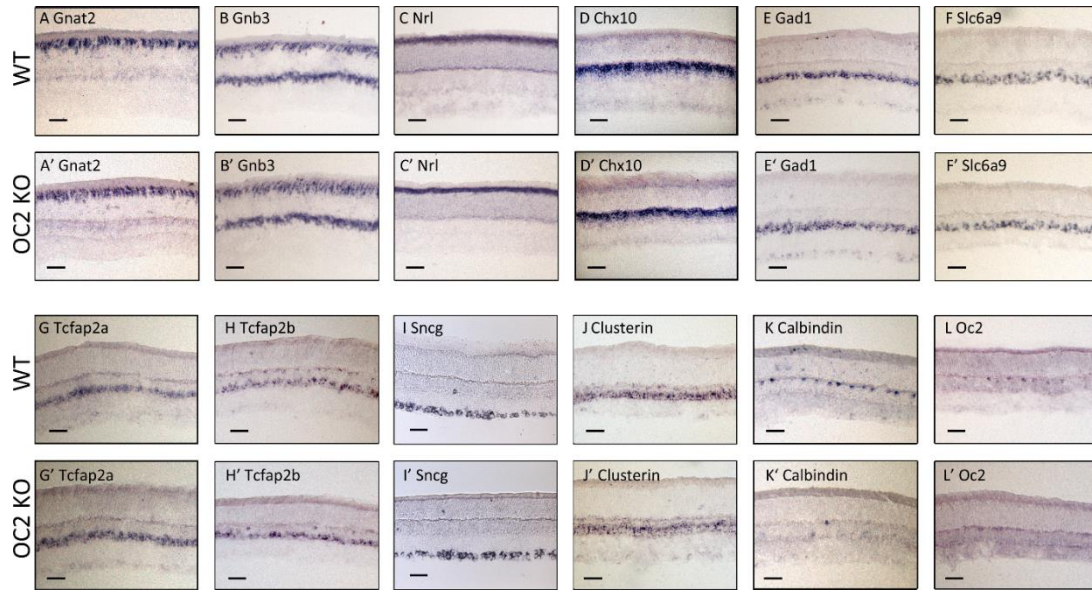 WT
A Gnat2
B Gnb3
C Nrl
D Chx10
E Gad1
F Slc6a9
OC2 KO
A’ Gnat2
B’ Gnb3
C’ Nrl
D’ Chx10
E‘ Gad1
F’ Slc6a9
WT
G Tcfap2a
H Tcfap2b
I Sncg
J Clusterin
K Calbindin
L Oc2
OC2 KO
G’ Tcfap2a
H’ Tcfap2b
I’ Sncg
J’ Clusterin
K‘ Calbindin
L’ Oc2